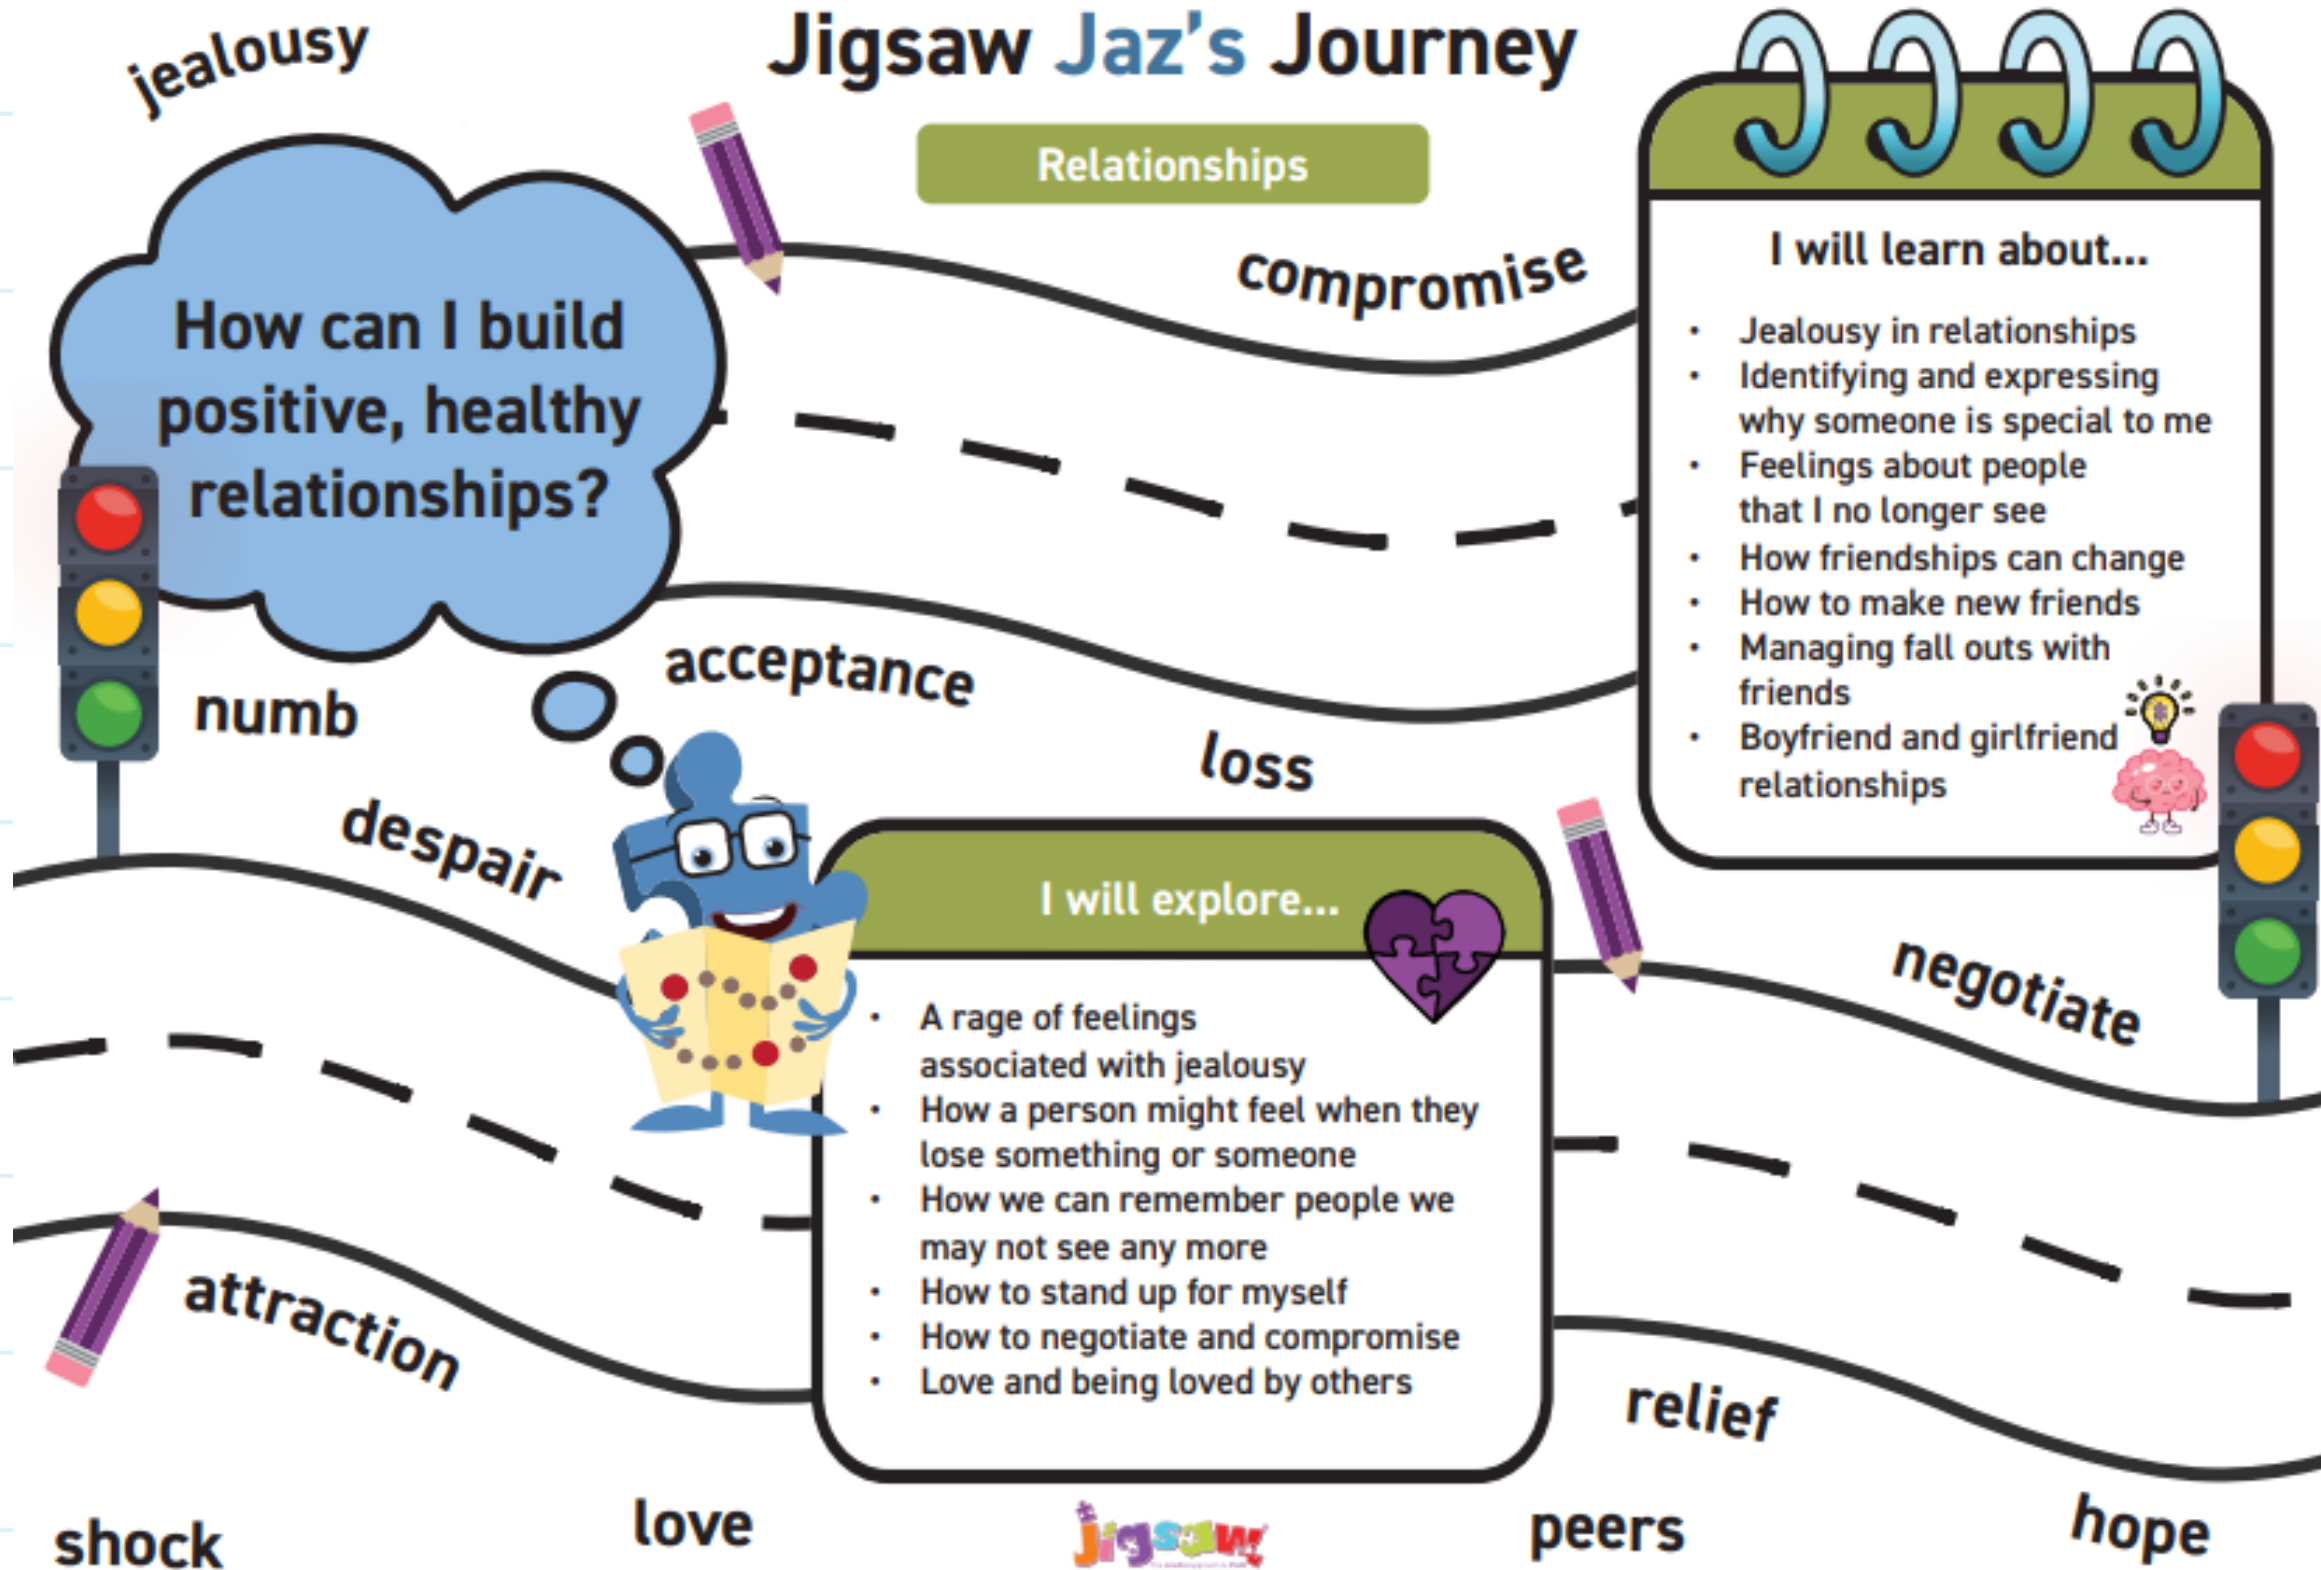 jealousy
Jigsaw Jaz's Journey
Relationships
How can I build
positive, healthy
relationships?
compromise
I will learn about...
• Jealousy in relationships
• Identifying and expressing
why someone is special to me
• Feelings about people
that I no longer see
• How friendships can change
• How to make new friends
• Managing fall outs with
friends
• Boyfriend and girlfriend
relationships
acceptance
numb
loss
despair
I will explore...
• A rage of feelings
associated with jealousy
• How a person might feel when they
lose something or someone
• How we can remember people we
may not see any more
• How to stand up for myself
• How to negotiate and compromise
• Love and being loved by others
negotiate
attraction
relief
shock
love
jigsaw
peers
hope